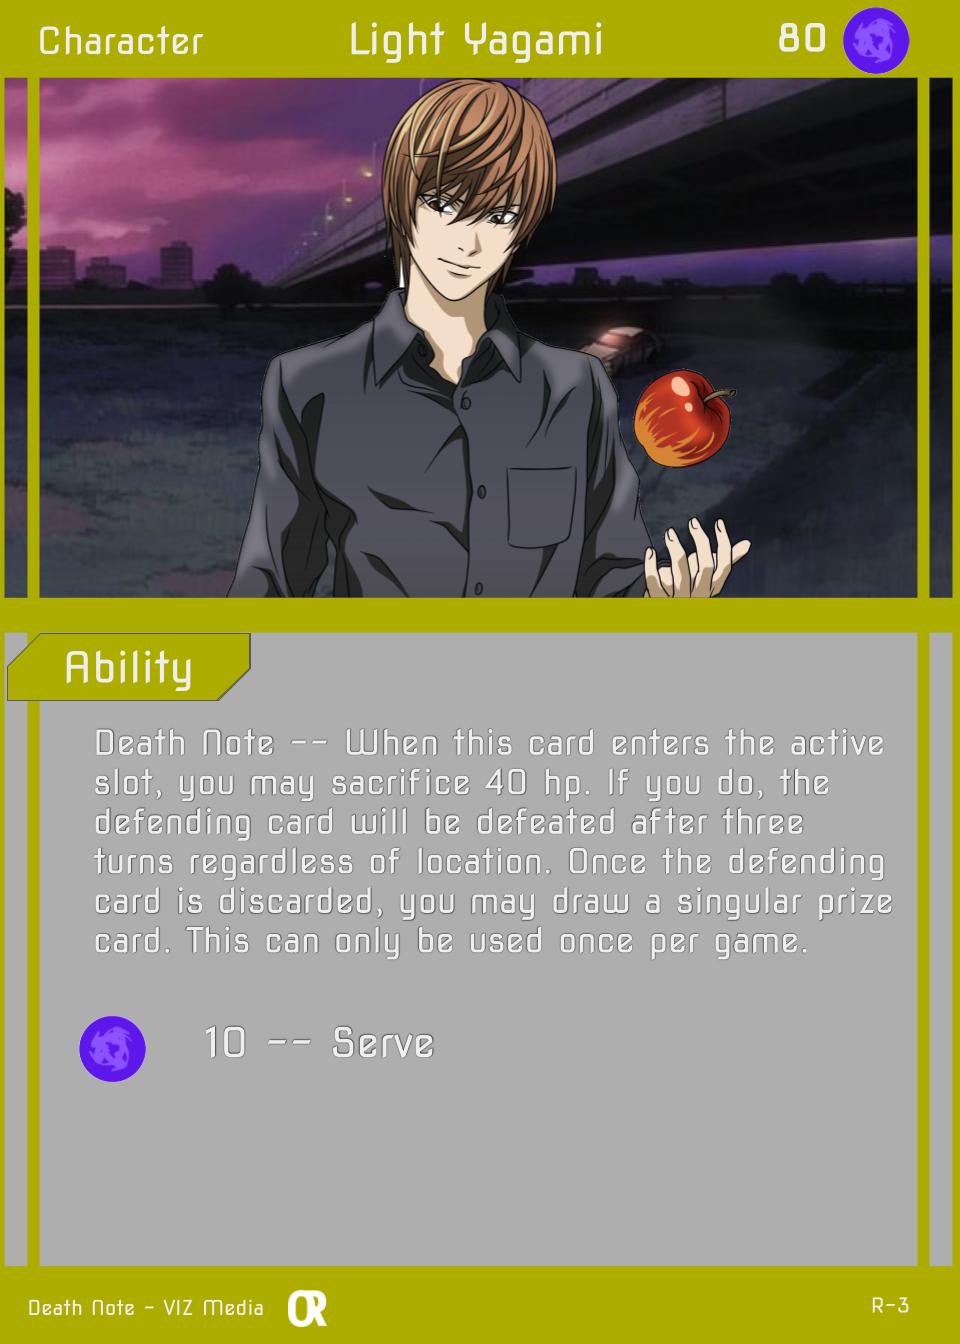 Character Light Yagami 80
Ability
Death Note -- When this card enters the active
slot, you may sacrifice 40 hp. If you do, the
defending card will be defeated after three
turns regardless of location. Once the defending
card is discarded, you may draw a singular prize
card. This can only be used once per game.
10 -- Serve
Death Note - VIZ Media OR R-3